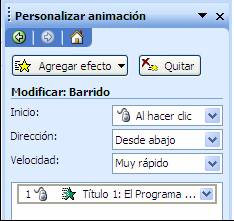 Personalizar animación
Agregar efecto Quitar
Modificar: Barrido
Inicio: Al hacer clic
Dirección: Desde abajo
Velocidad: Muy rápido
1 Título 1: El Programa ...